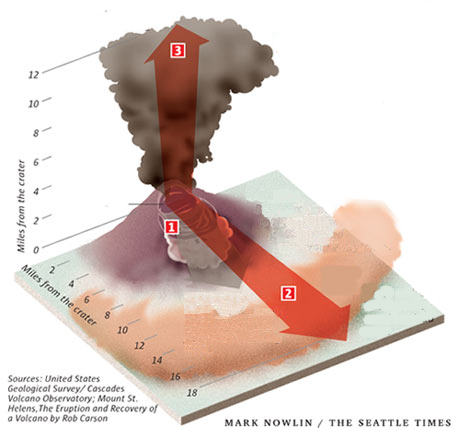 3
12
10
8
6
4
2
0
Miles from the crater
1
2
2
4
6
8
10
12
14
16
18
Miles from the crater
Sources: United States
Geological Survey/ Cascades
Volcano Observatory; Mount St.
Helens,The Eruption and Recovery of
a Volcano by Rob Carson
MARK NOWLIN / THE SEATTLE TIMES